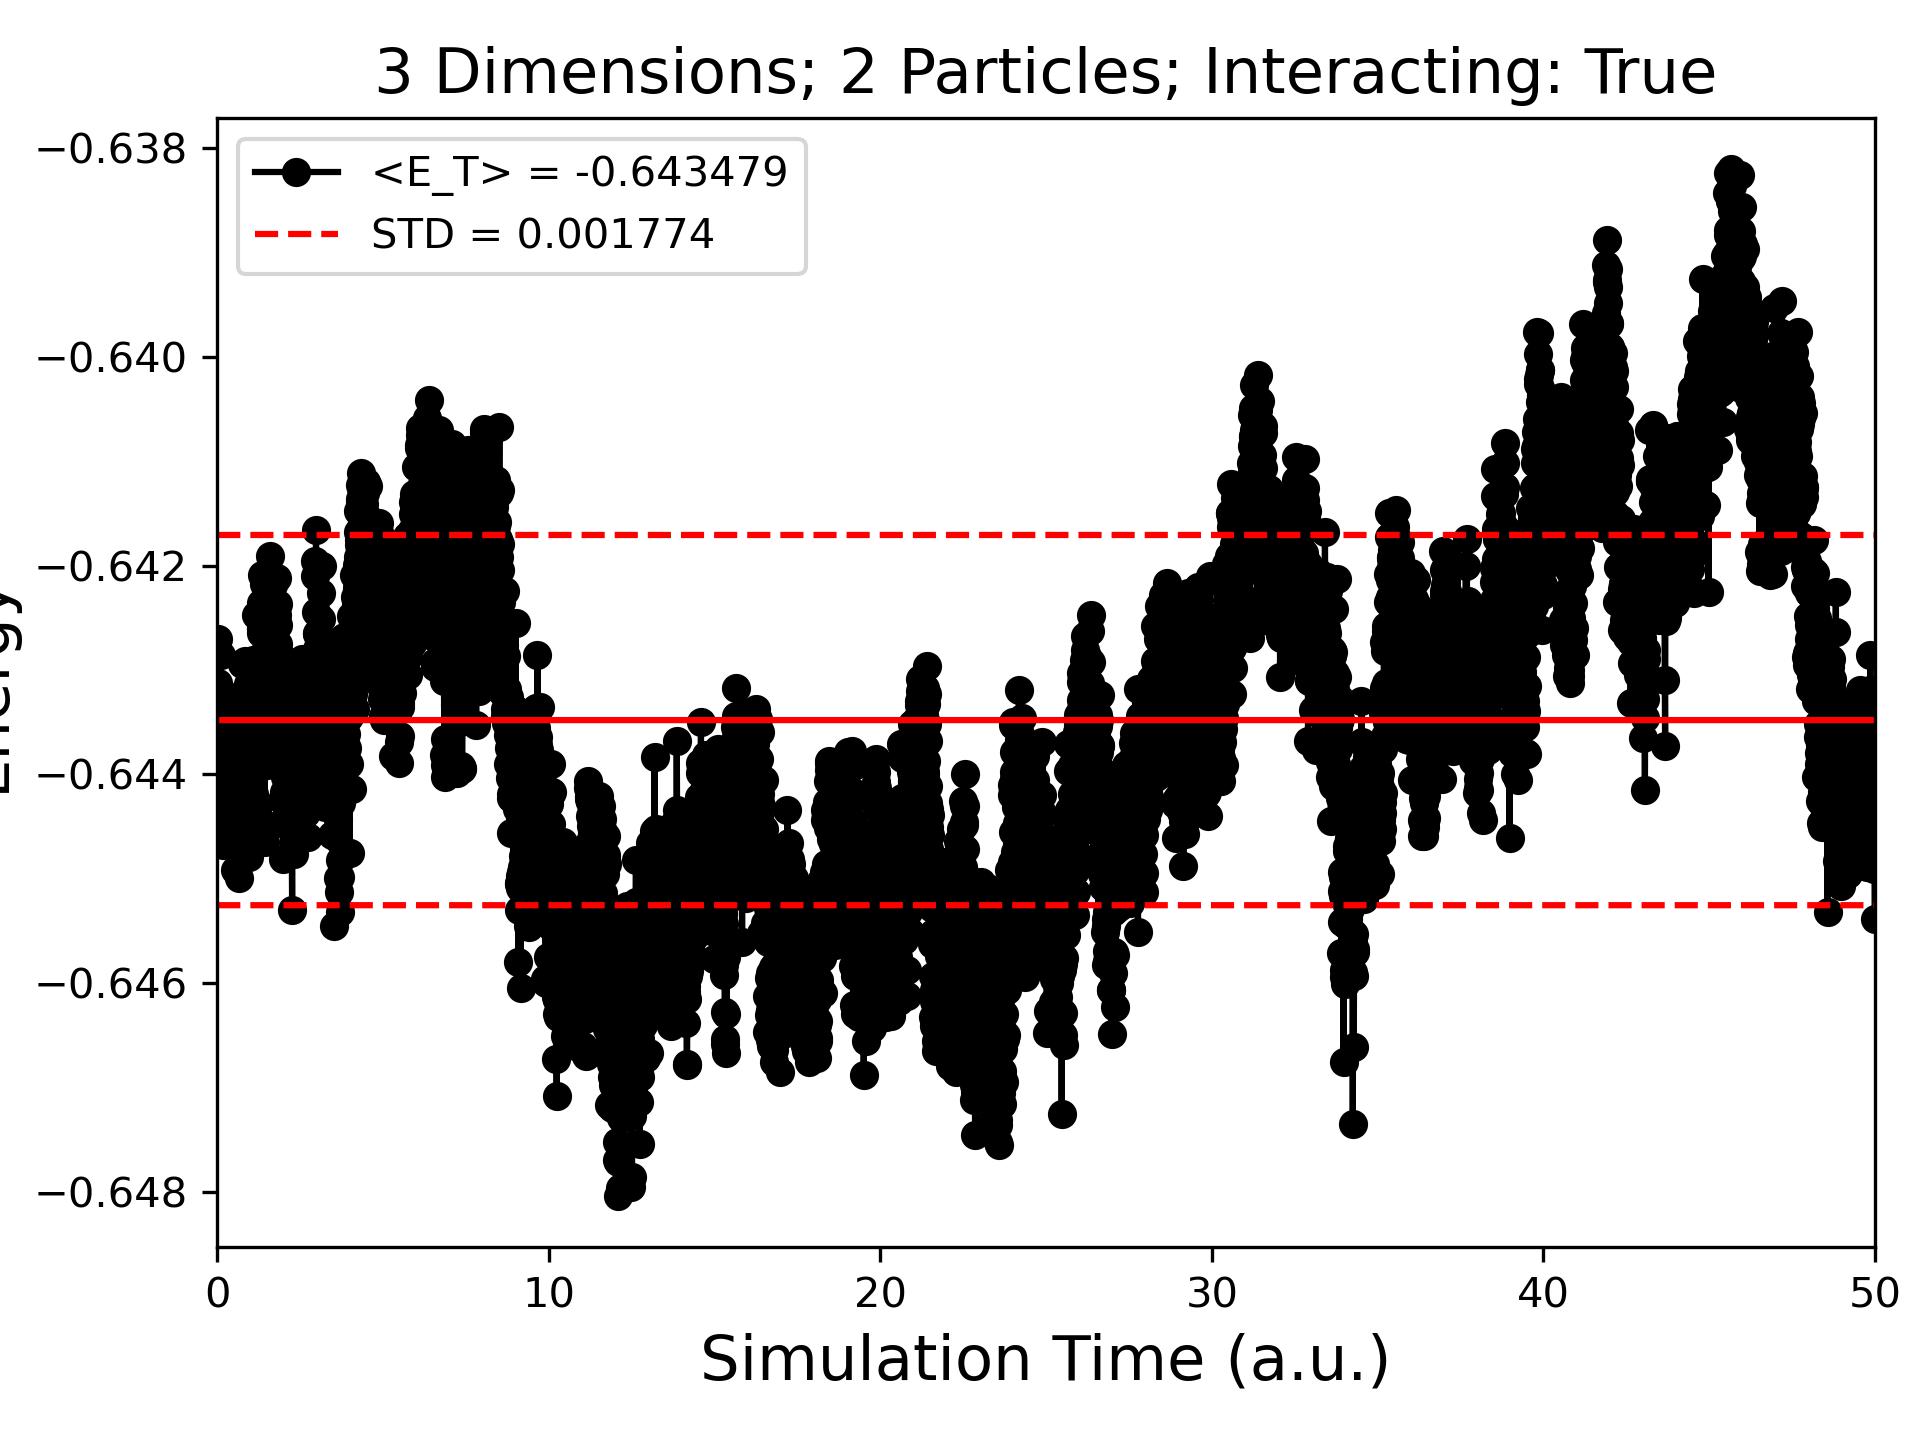 3 Dimensions; 2 Particles; Interacting: True
<E_T> = -0.643479
STD = 0.001774
−0.638
−0.640
−0.642
−0.644
−0.646
−0.648
0 10 20 30 40 50
Simulation Time (a.u.)